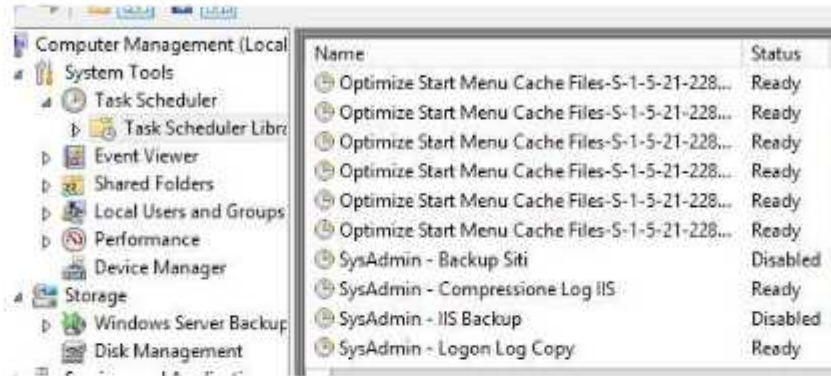 Computer Management (Local
System Tools
Task Scheduler
Task Scheduler Libra
Event Viewer
Shared Folders
Local Users and Groups
Performance
Device Manager
Storage
Windows Server Backup
Disk Management
Name Status
Optimize Start Menu Cache Files-S-1-5-21-228... Ready
Optimize Start Menu Cache Files-S-1-5-21-228... Ready
Optimize Start Menu Cache Files-S-1-5-21-228... Ready
Optimize Start Menu Cache Files-S-1-5-21-228... Ready
Optimize Start Menu Cache Files-S-1-5-21-228... Ready
Optimize Start Menu Cache Files-S-1-5-21-228... Ready
SysAdmin - Backup Siti Disabled
SysAdmin - Compressione Log IIS Ready
SysAdmin - IIS Backup Disabled
SysAdmin - Logon Log Copy Ready